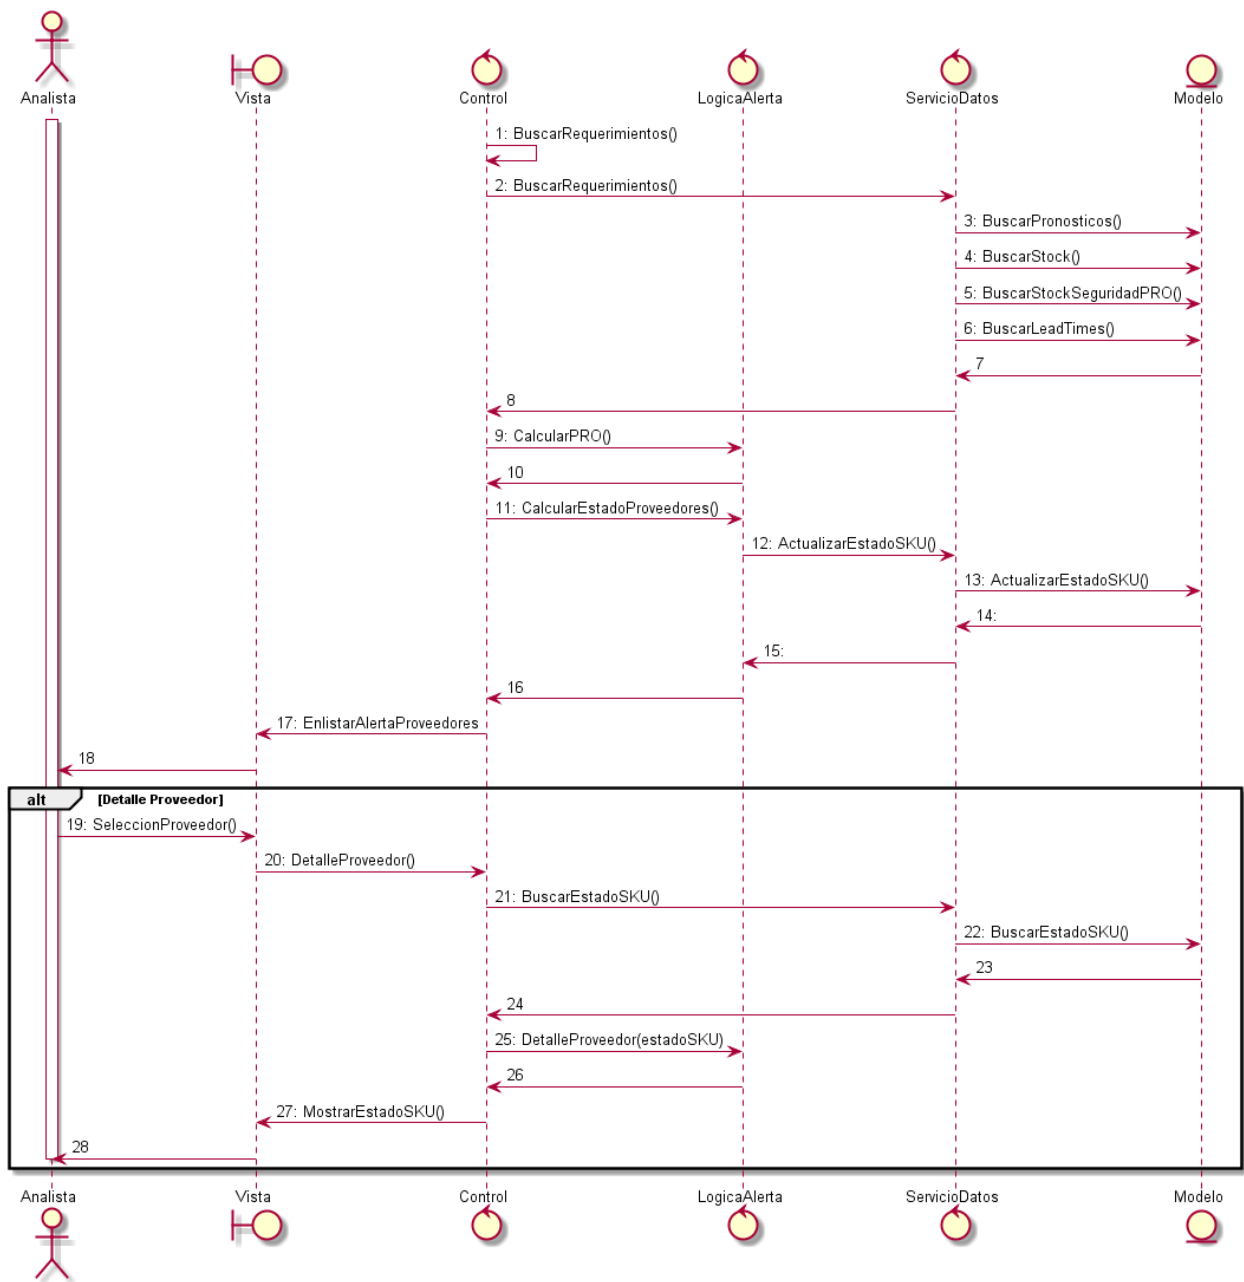 Analista
Vista
Control
LogicaAlerta
ServicioDatos
Modelo
1: BuscarRequerimientos()
2: BuscarRequerimientos()
3: BuscarPronosticos()
4: BuscarStock()
5: BuscarStockSeguridadPRO()
6: BuscarLeadTimes()
7
8
9: CalcularPRO()
10
11: CalcularEstadoProveedores()
12: ActualizarEstadoSKU()
13: ActualizarEstadoSKU()
14:
15:
16
17: EnlistarAlertaProveedores
18
alt [Detalle Proveedor]
19: SeleccionProveedor()
20: DetalleProveedor()
21: BuscarEstadoSKU()
22: BuscarEstadoSKU()
23
24
25: DetalleProveedor(estadoSKU)
26
27: MostrarEstadoSKU()
28
Analista
Vista
Control
LogicaAlerta
ServicioDatos
Modelo